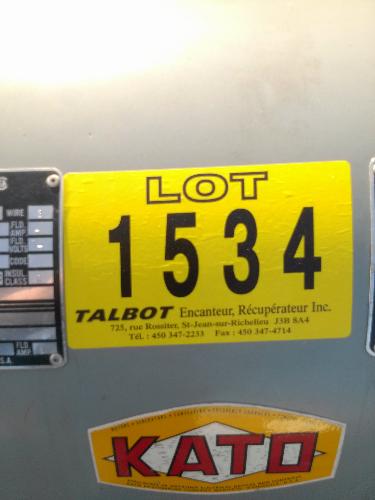 LOT
1534
TALBOT Encanteur, Récupérateur Inc.
725, rue Rossiter, St-Jean-sur-Richelieu J3B 8A4
Tél : 450 347-2233 Fax : 450 347-4714
WIRE
FLD. AMP
FLD. VOLTS
CODE
INSUL CLASS
FLD. AMP.
S.A.
KATO